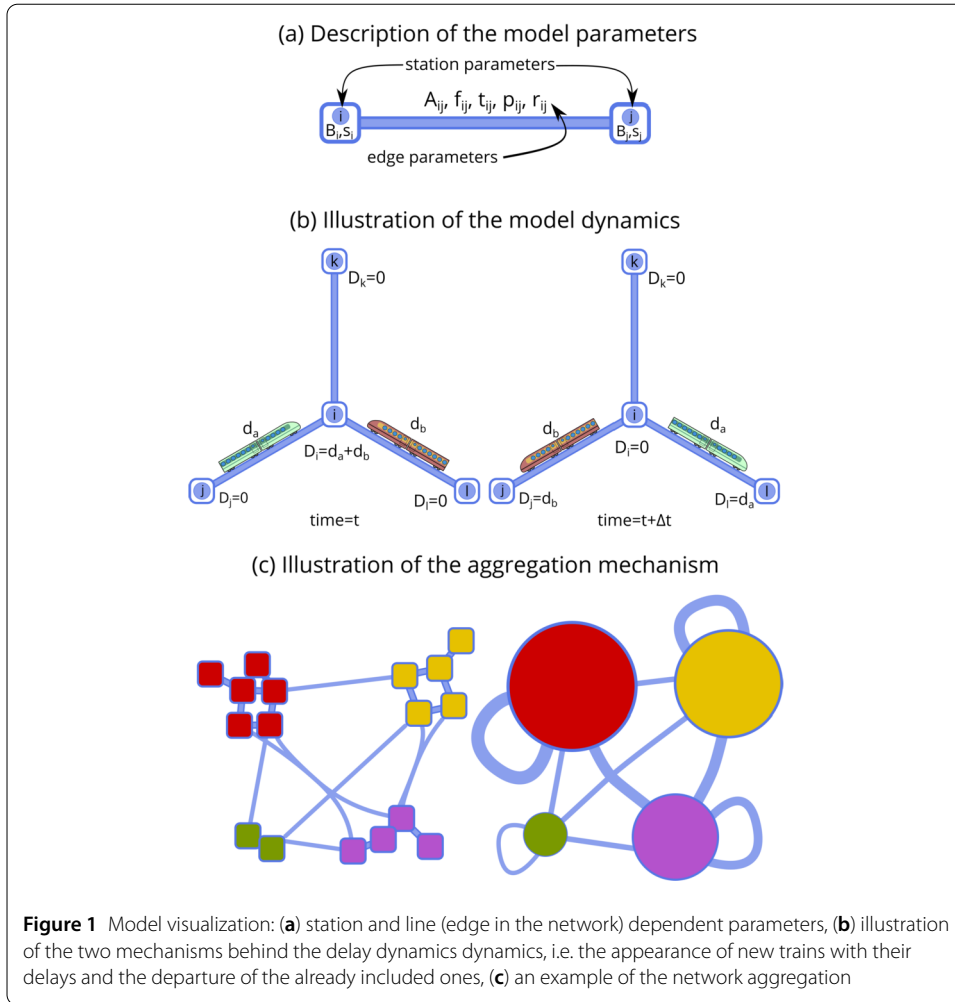 (a) Description of the model parameters
station parameters
A_ij, f_ij, t_ij, p_ij, r_ij
i
B_i,s_i
j
B_j,s_j
edge parameters
(b) Illustration of the model dynamics
k
D_k=0
i
d_a
d_b
D_i=d_a+d_b
j
D_j=0
l
D_l=0
time=t
k
D_k=0
i
d_b
d_a
D_i=0
j
D_j=d_b
l
D_l=d_a
time=t+Δt
(c) Illustration of the aggregation mechanism
Figure 1 Model visualization: (a) station and line (edge in the network) dependent parameters, (b) illustration
of the two mechanisms behind the delay dynamics dynamics, i.e. the appearance of new trains with their
delays and the departure of the already included ones, (c) an example of the network aggregation